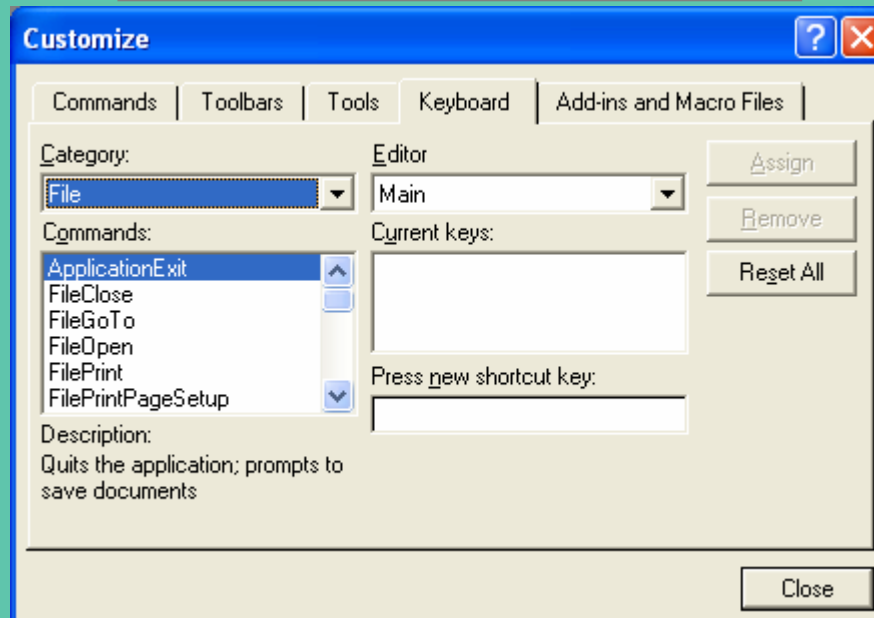 Customize
Commands
Toolbars
Tools
Keyboard
Add-ins and Macro Files
Category:
File
Commands:
ApplicationExit
FileClose
FileGoTo
FileOpen
FilePrint
FilePrintPageSetup
Description:
Quits the application; prompts to
save documents
Editor
Main
Current keys:
Press new shortcut key:
Assign
Remove
Reset All
Close